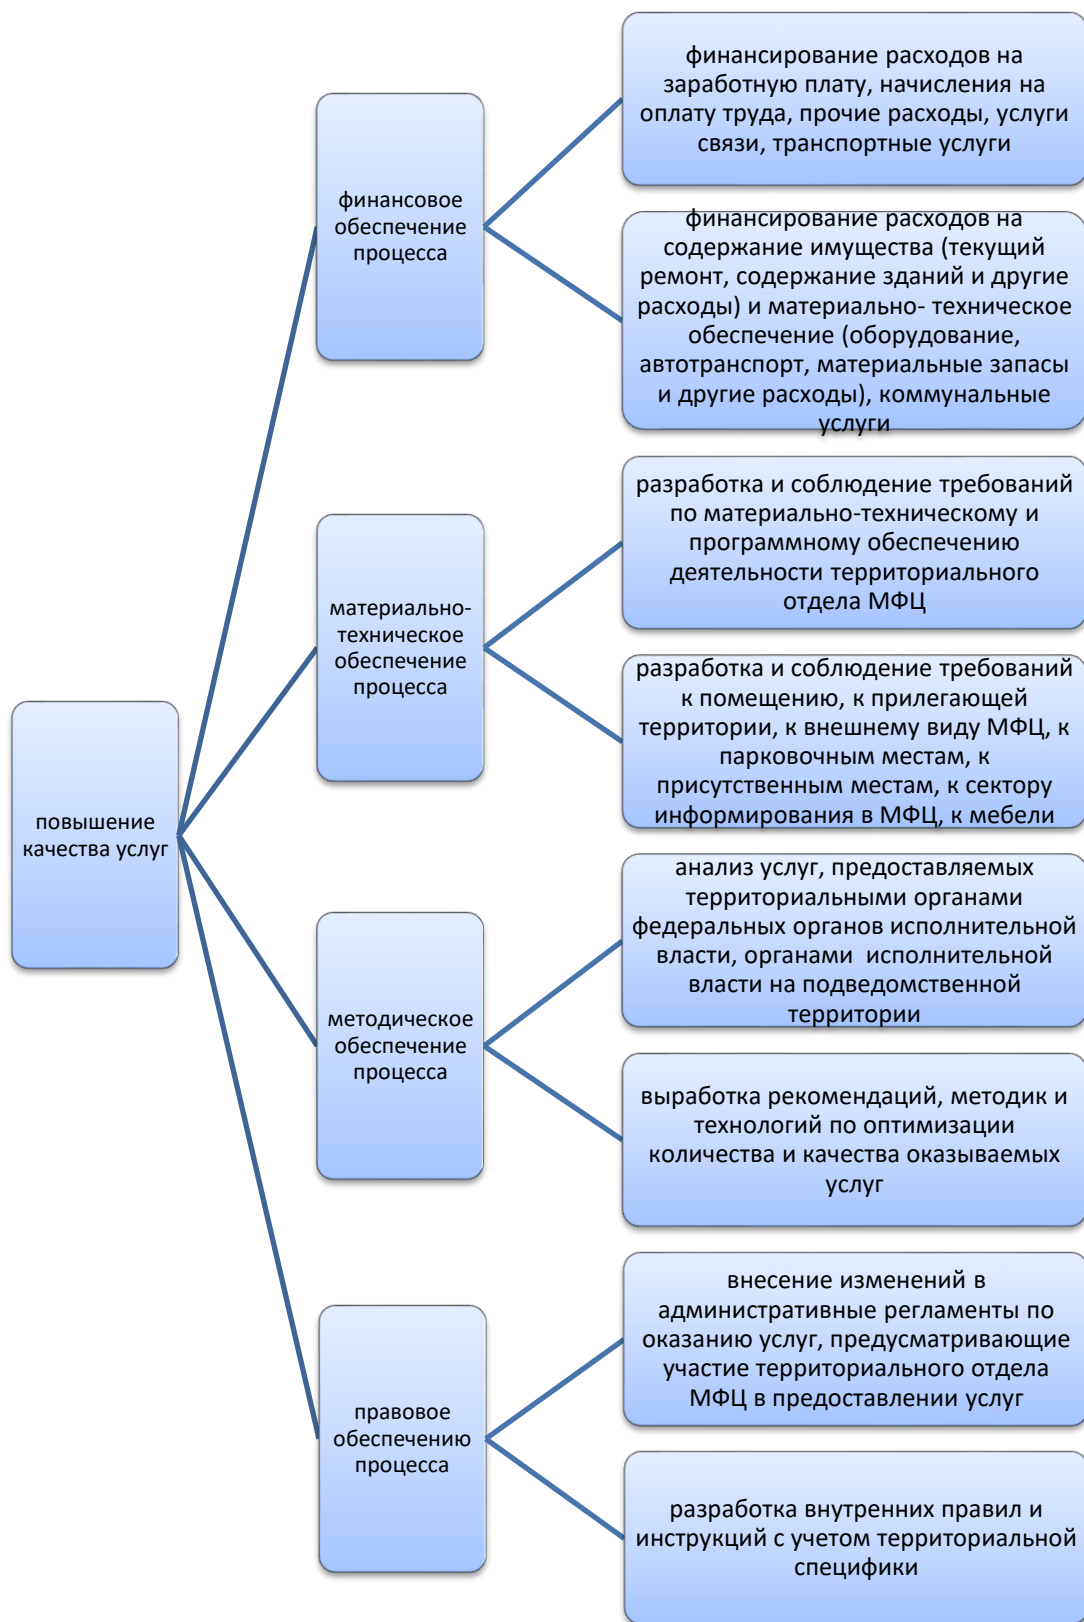 повышение
качества услуг
финансовое
обеспечение
процесса
финансирование расходов на
заработную плату, начисления на
оплату труда, прочие расходы, услуги
связи, транспортные услуги
финансирование расходов на
содержание имущества (текущий
ремонт, содержание зданий и другие
расходы) и материально- техническое
обеспечение (оборудование,
автотранспорт, материальные запасы
и другие расходы), коммунальные
услуги
материально-
техническое
обеспечение
процесса
разработка и соблюдение требований
по материально-техническому и
программному обеспечению
деятельности территориального
отдела МФЦ
разработка и соблюдение требований
к помещению, к прилегающей
территории, к внешнему виду МФЦ, к
парковочным местам, к
присутственным местам, к сектору
информирования в МФЦ, к мебели
методическое
обеспечение
процесса
анализ услуг, предоставляемых
территориальными органами
федеральных органов исполнительной
власти, органами  исполнительной
власти на подведомственной
территории
выработка рекомендаций, методик и
технологий по оптимизации
количества и качества оказываемых
услуг
правовое
обеспечению
процесса
внесение изменений в
административные регламенты по
оказанию услуг, предусматривающие
участие территориального отдела
МФЦ в предоставлении услуг
разработка внутренних правил и
инструкций с учетом территориальной
специфики